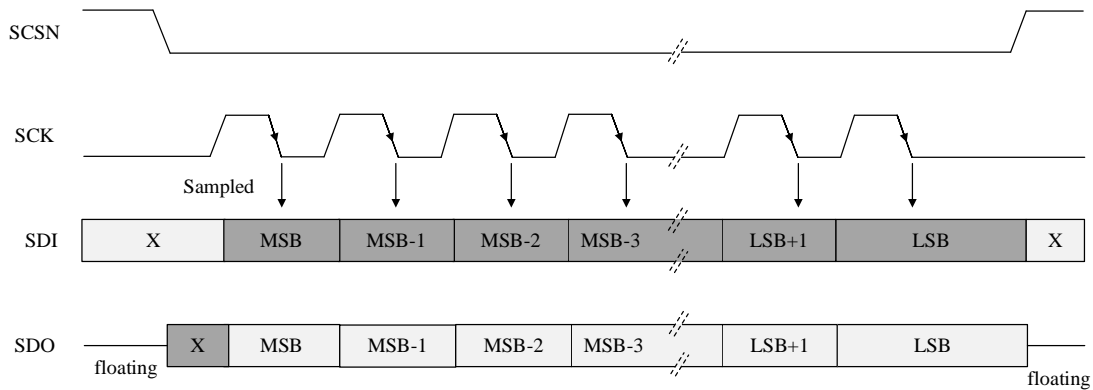 SCSN
SCK
Sampled
SDI X MSB MSB-1 MSB-2 MSB-3 LSB+1 LSB X
SDO X MSB MSB-1 MSB-2 MSB-3 LSB+1 LSB
floating floating